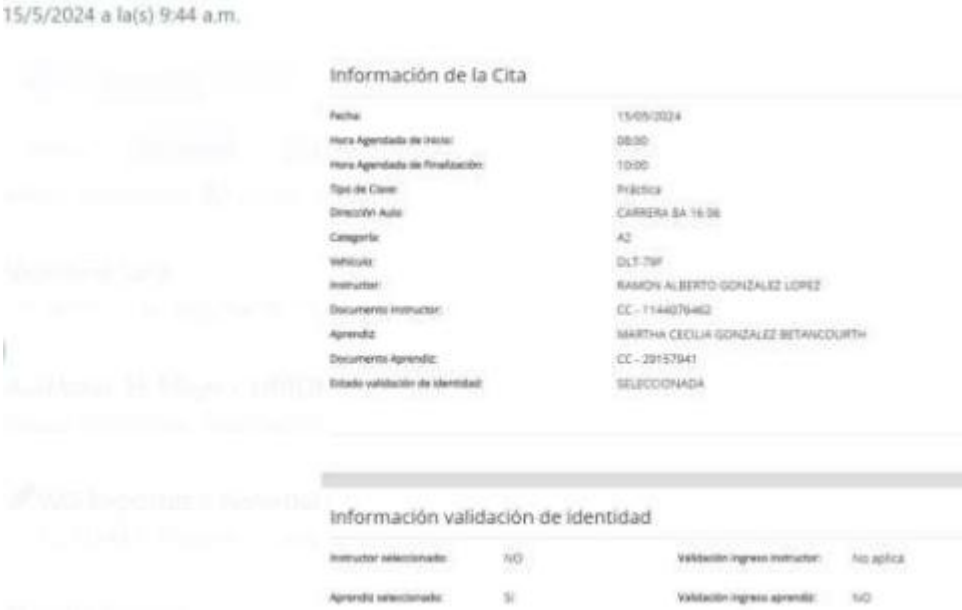 15/5/2024 a la(s) 9:44 a.m.
Información de la Cita
Fecha: 15/05/2024
Hora Agendada de Inicio: 08:00
Hora Agendada de Finalización: 10:00
Tipo de Clase: Práctica
Dirección Aula: CARRERA 8A 16 06
Categoría: A2
Vehículo: DLT-79F
Instructor: RAMON ALBERTO GONZALEZ LOPEZ
Documento Instructor: CC - 1144076462
Aprendiz: MARTHA CECILIA GONZALEZ BETANCOURTH
Documento Aprendiz: CC - 29157941
Estado validación de identidad: SELECCIONADA
Información validación de identidad
Instructor seleccionado: NO Validación ingreso instructor: No aplica
Aprendiz seleccionado: SI Validación ingreso aprendiz: NO